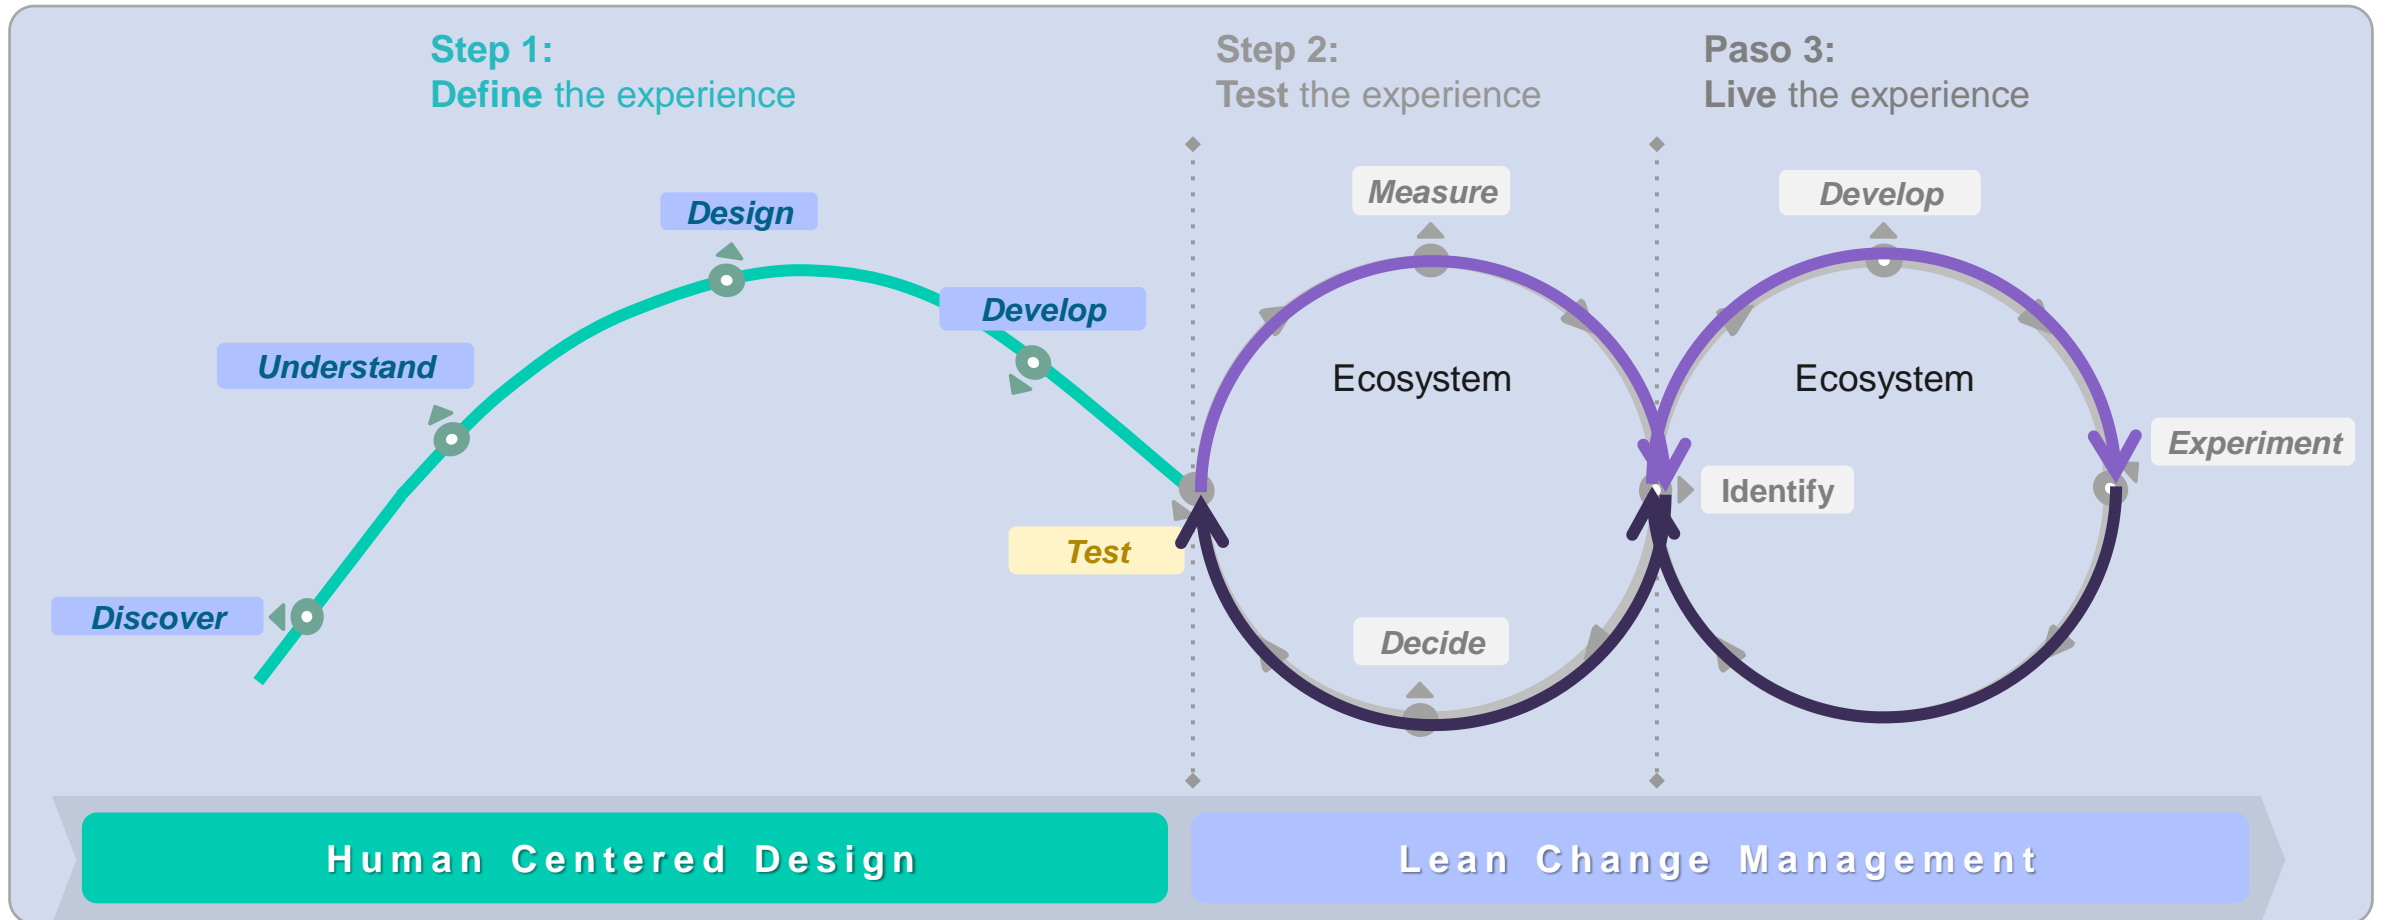 Step 1:
Define the experience
Step 2:
Test the experience
Paso 3:
Live the experience
Measure
Develop
Design
Develop
Understand
Ecosystem
Ecosystem
Experiment
Identify
Test
Discover
Decide
Human Centered Design
Lean Change Management